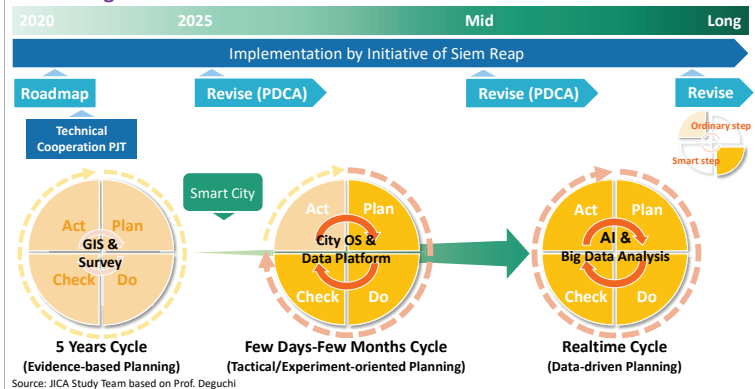 2020 2025 Mid Long
Implementation by Initiative of Siem Reap
Roadmap
Revise (PDCA)
Revise (PDCA)
Revise
Technical
Cooperation PJT
Ordinary step
Smart step
Smart City
Act Plan
GIS &
Survey
Check Do
Act Plan
City OS &
Data Platform
Check Do
Act Plan
AI &
Big Data Analysis
Check Do
5 Years Cycle
(Evidence-based Planning)
Few Days-Few Months Cycle
(Tactical/Experiment-oriented Planning)
Realtime Cycle
(Data-driven Planning)
Source: JICA Study Team based on Prof. Deguchi